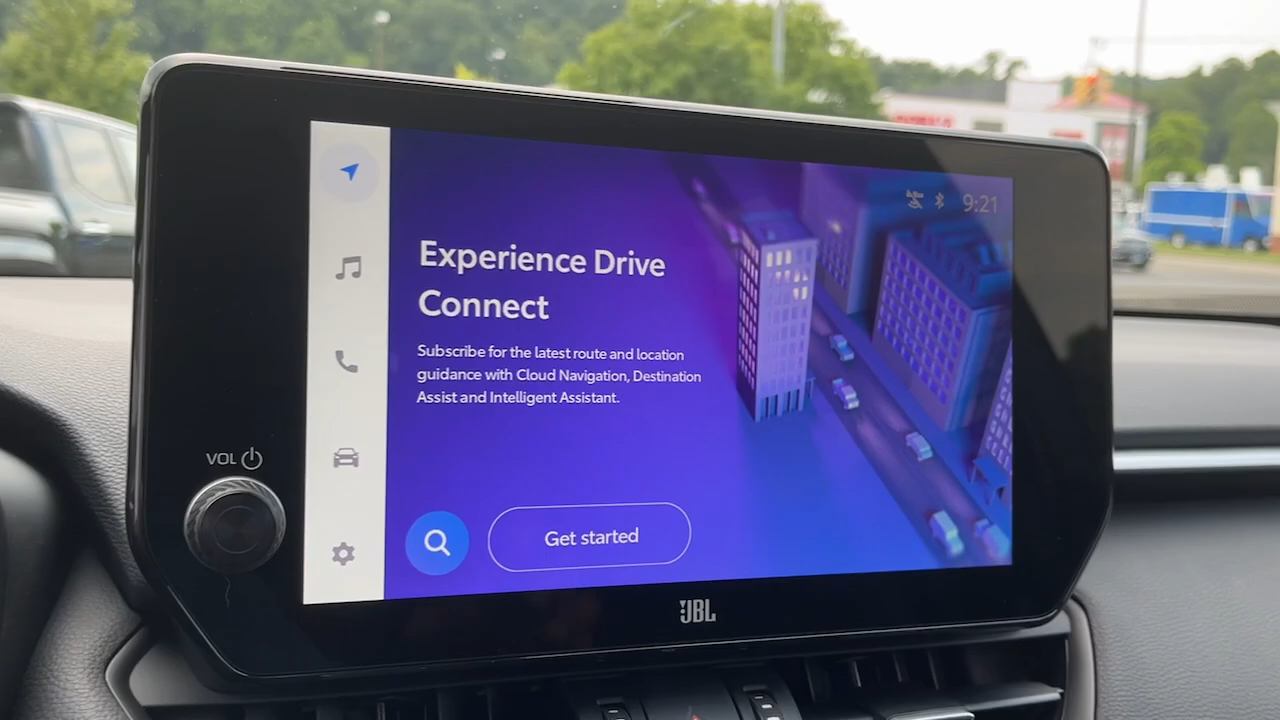 9:21
Experience Drive
Connect
Subscribe for the latest route and location
guidance with Cloud Navigation, Destination
Assist and Intelligent Assistant.
VOL
Get started
JBL